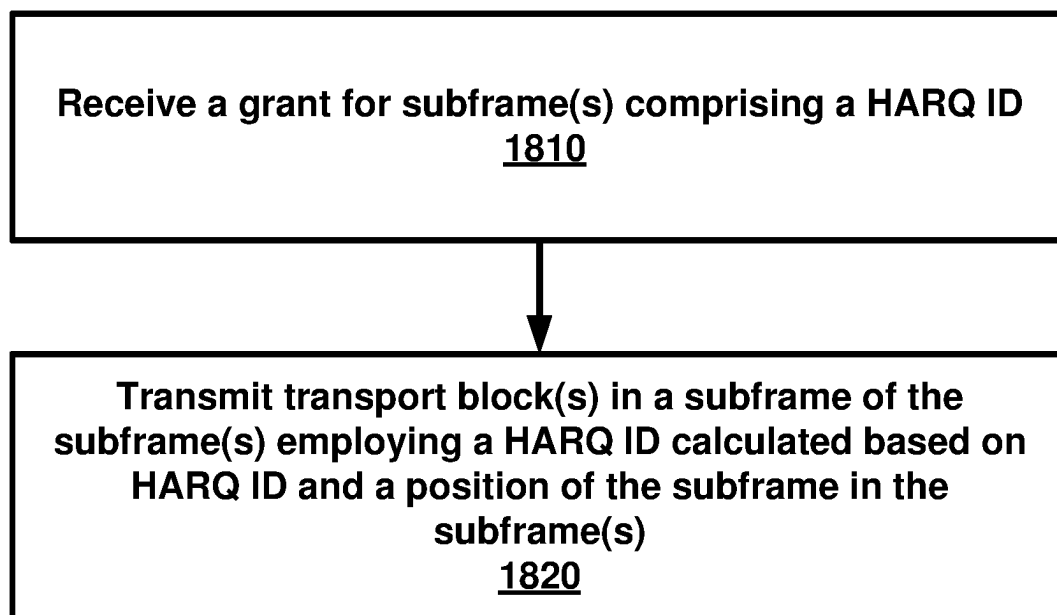 Receive a grant for subframe(s) comprising a HARQ ID
1810
Transmit transport block(s) in a subframe of the
subframe(s) employing a HARQ ID calculated based on
HARQ ID and a position of the subframe in the
subframe(s)
1820